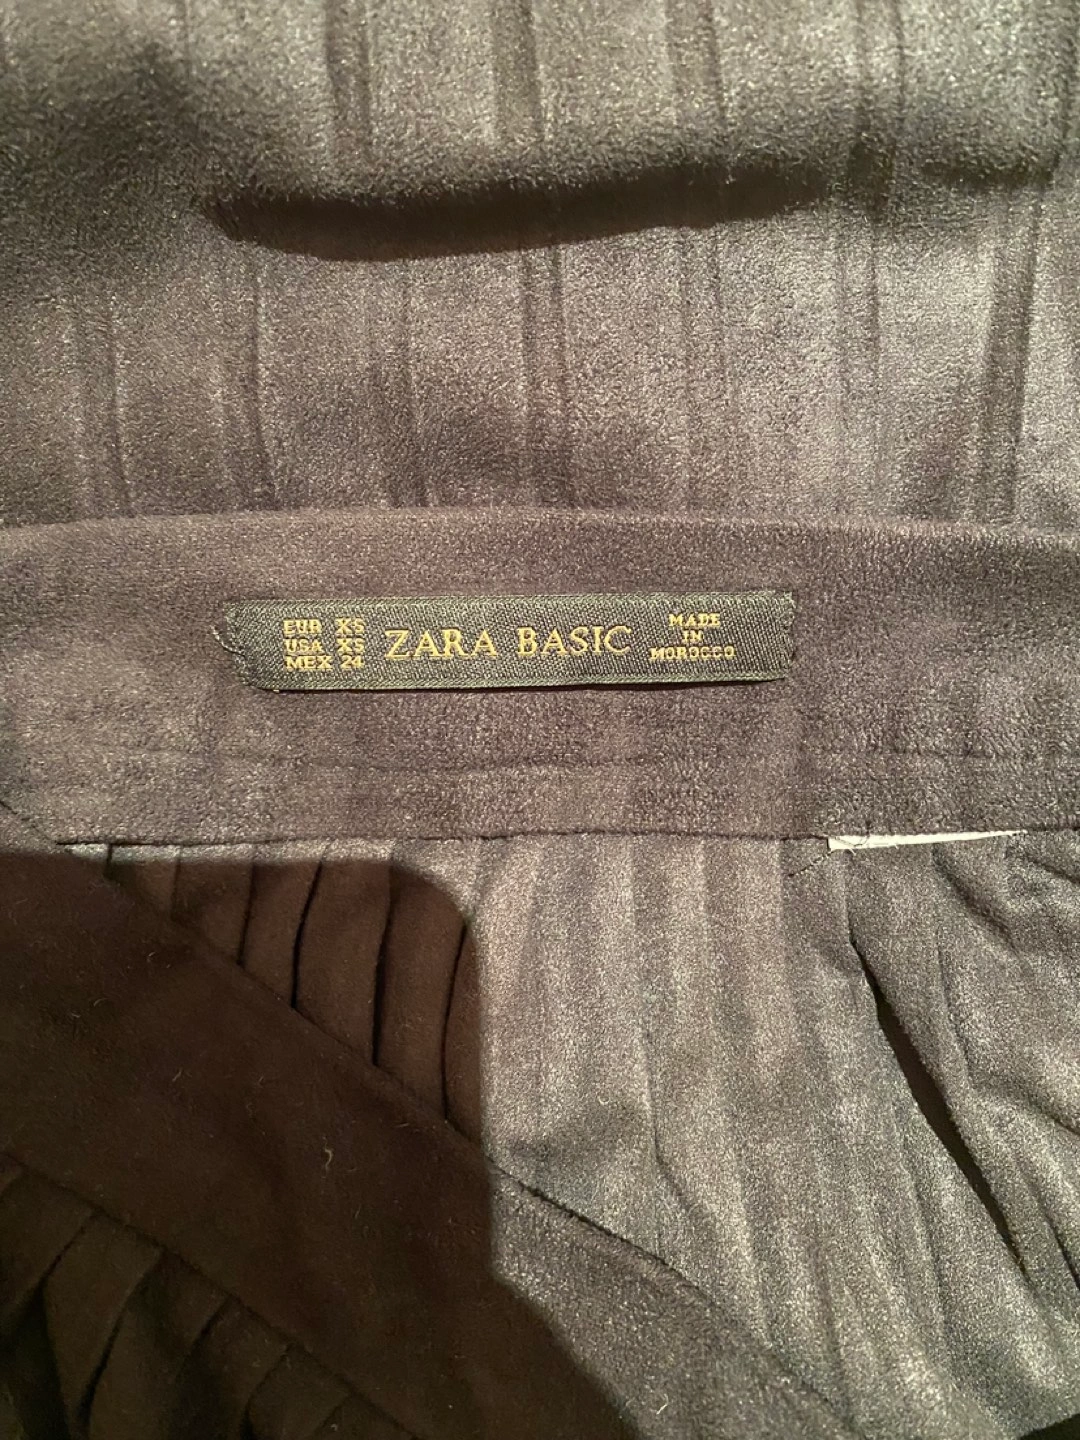 EUR XS
USA XS
MEX 24
ZARA BASIC
MADE
IN
MOROCCO